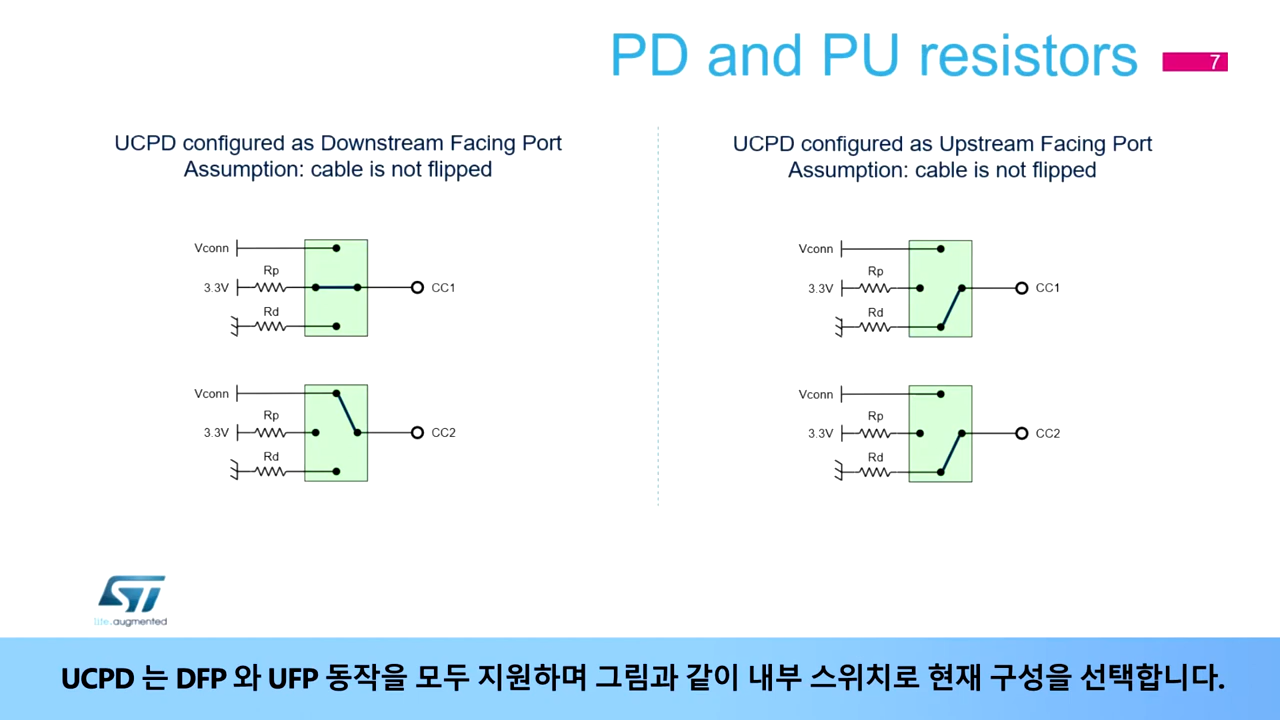 PD and PU resistors
7
UCPD configured as Downstream Facing Port
Assumption: cable is not flipped
Vconn
Rp
3.3V
CC1
Rd
Vconn
Rp
3.3V
CC2
Rd
UCPD configured as Upstream Facing Port
Assumption: cable is not flipped
Vconn
Rp
3.3V
CC1
Rd
Vconn
Rp
3.3V
CC2
Rd
ST
life.augmented
UCPD 는 DFP 와 UFP 동작을 모두 지원하며 그림과 같이 내부 스위치로 현재 구성을 선택합니다.